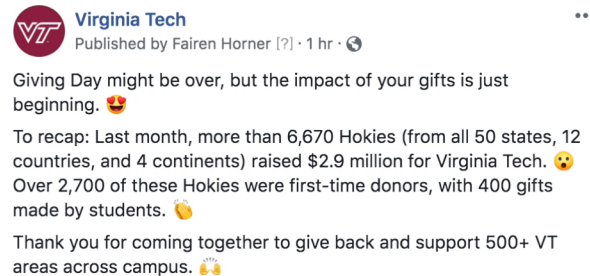 VT
Virginia Tech
Published by Fairen Horner [?] · 1 hr ·
Giving Day might be over, but the impact of your gifts is just
beginning. 😍
To recap: Last month, more than 6,670 Hokies (from all 50 states, 12
countries, and 4 continents) raised $2.9 million for Virginia Tech. 😮
Over 2,700 of these Hokies were first-time donors, with 400 gifts
made by students. 👏
Thank you for coming together to give back and support 500+ VT
areas across campus. 🙌